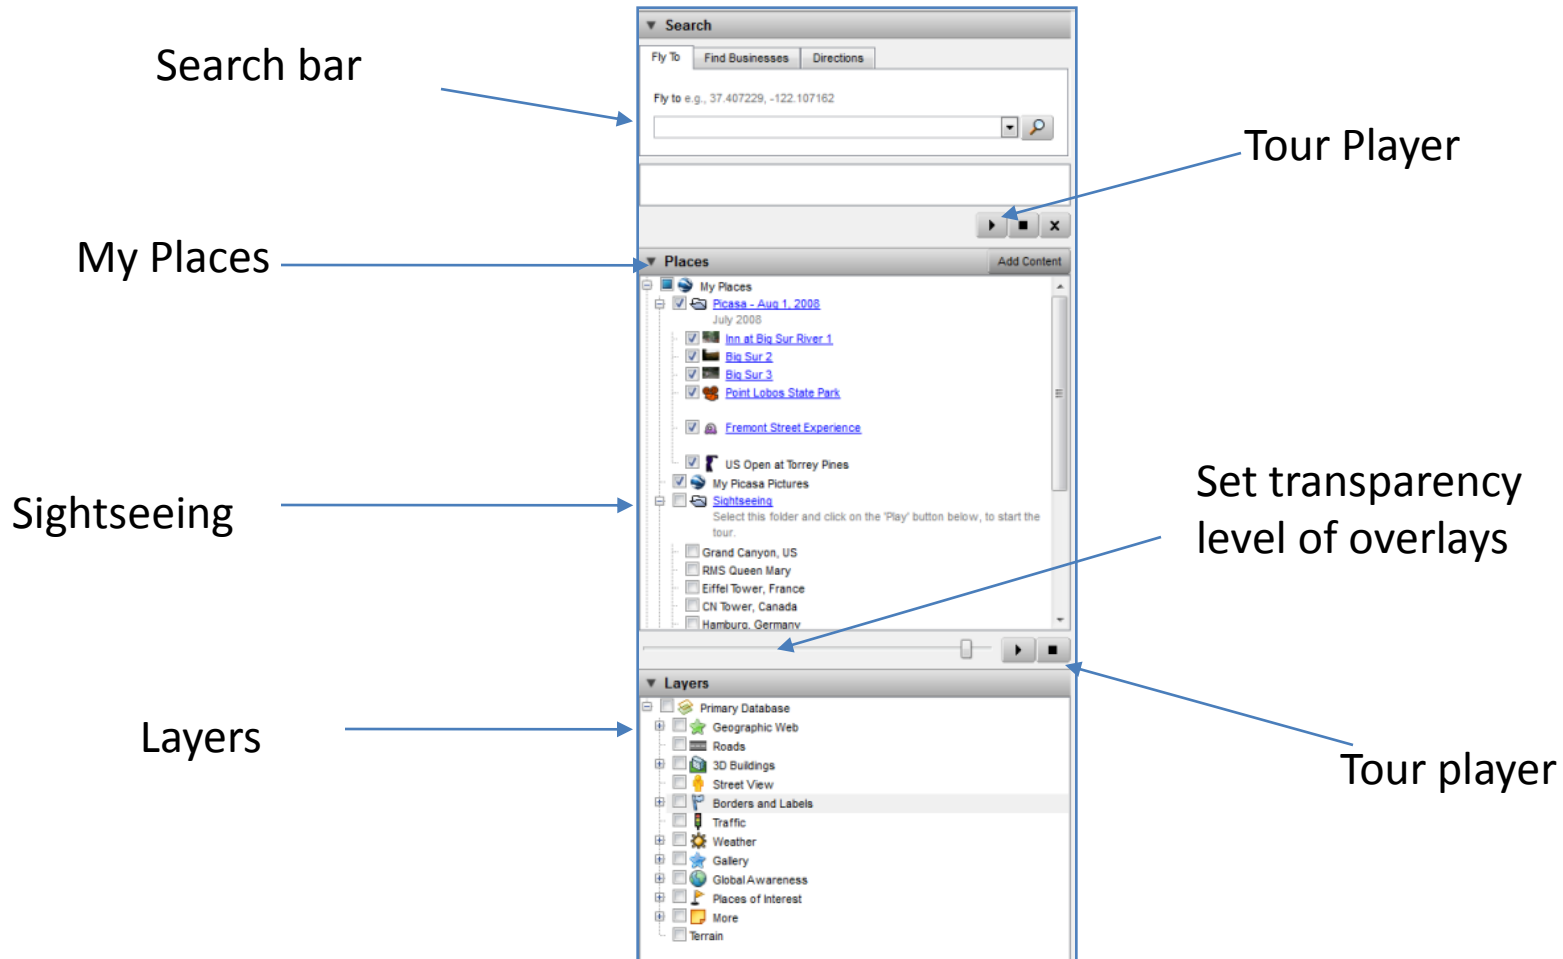 Search
Fly To
Find Businesses
Directions
Search bar
Fly to e.g., 37.407229, -122.107162
Tour Player
My Places
Places
Add Content
My Places
Picasa - Aug 1, 2008
July 2008
Inn at Big Sur River 1
Big Sur 2
Big Sur 3
Point Lobos State Park
Fremont Street Experience
US Open at Torrey Pines
My Picasa Pictures
Sightseeing
Sightseeing
Select this folder and click on the 'Play' button below, to start the
tour.
Set transparency
level of overlays
Grand Canyon, US
RMS Queen Mary
Eiffel Tower, France
CN Tower, Canada
Hamburg, Germany
Layers
Layers
Primary Database
Geographic Web
Roads
3D Buildings
Street View
Borders and Labels
Traffic
Weather
Gallery
Global Awareness
Places of Interest
More
Terrain
Tour player